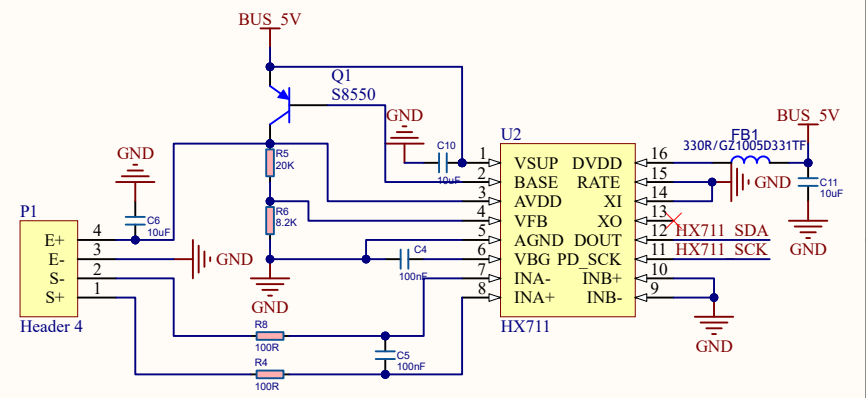 BUS_5V
Q1
S8550
GND
C10
10uF
U2
HX711
1 VSUP
2 BASE
3 AVDD
4 VFB
5 AGND
6 VBG
7 INA-
8 INA+
DVDD 16
RATE 15
XI 14
XO 13
DOUT 12
PD_SCK 11
INB+ 10
INB- 9
HX711_SDA
HX711_SCK
FB1
330R/GZ1005D331TF
BUS_5V
C11
10uF
GND
GND
GND
R5
20K
R6
8.2K
GND
C4
100nF
GND
C6
10uF
P1
E+ 4
E- 3
S- 2
S+ 1
Header 4
GND
R8
100R
R4
100R
C5
100nF